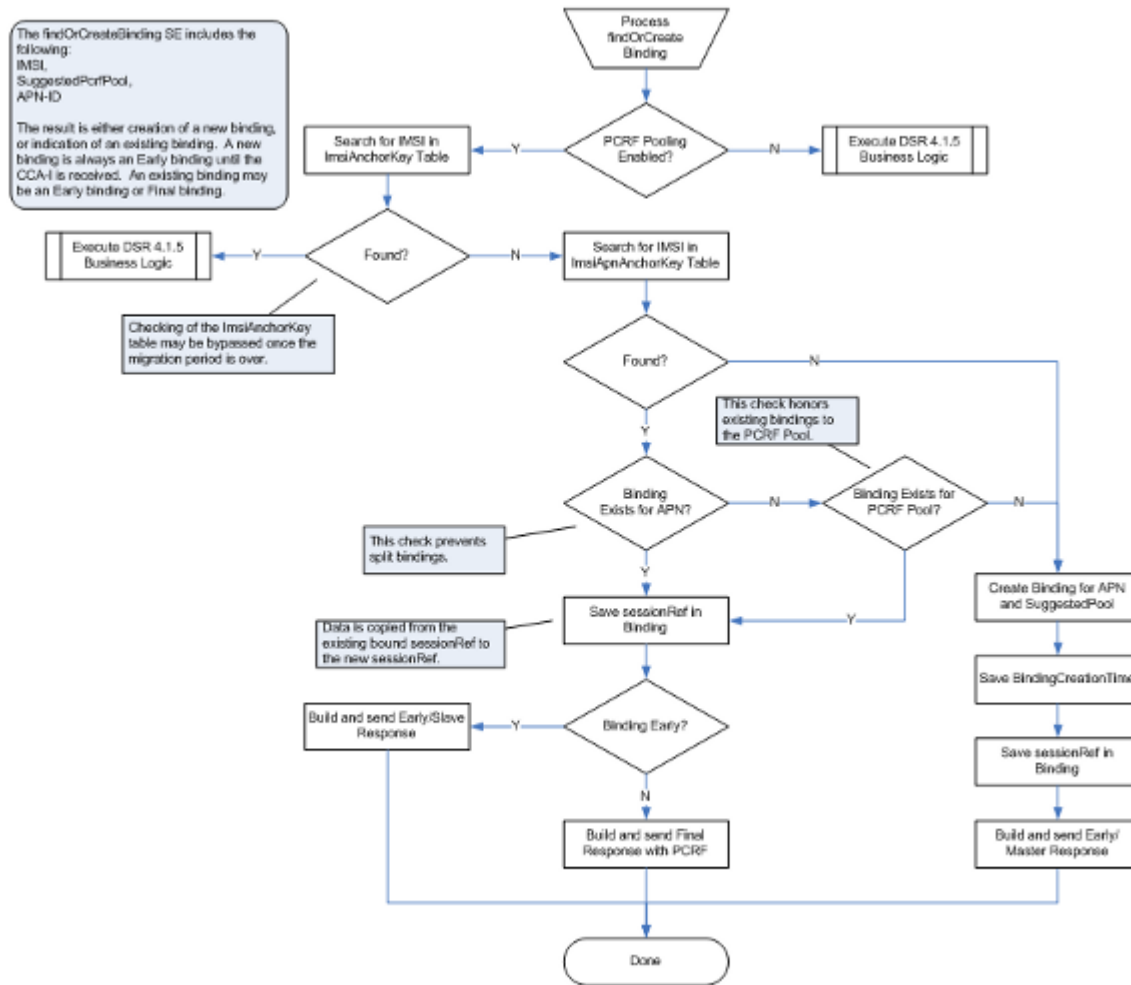 The findOrCreateBinding SE includes the
following:
IMSI,
SuggestedPcrfPool,
APN-ID
The result is either creation of a new binding,
or indication of an existing binding. A new
binding is always an Early binding until the
CCA-I is received. An existing binding may
be an Early binding or Final binding.
Process
findOrCreate
Binding
Search for IMSI in
ImsiAnchorKey Table
Y
PCRF Pooling
Enabled?
N
Execute DSR 4.1.5
Business Logic
Execute DSR 4.1.5
Business Logic
Y
Found?
N
Search for IMSI in
ImsiApnAnchorKey Table
Checking of the ImsiAnchorKey
table may be bypassed once the
migration period is over.
Found?
N
This check honors
existing bindings to
the PCRF Pool.
Y
Binding
Exists for APN?
N
Binding Exists for
PCRF Pool?
N
This check prevents
split bindings.
Y
Create Binding for APN
and SuggestedPool
Save sessionRef in
Binding
Y
Data is copied from the
existing bound sessionRef to
the new sessionRef.
Save BindingCreationTime
Build and send Early/Slave
Response
Y
Binding Early?
Save sessionRef in
Binding
N
Build and send Final
Response with PCRF
Build and send Early/
Master Response
Done